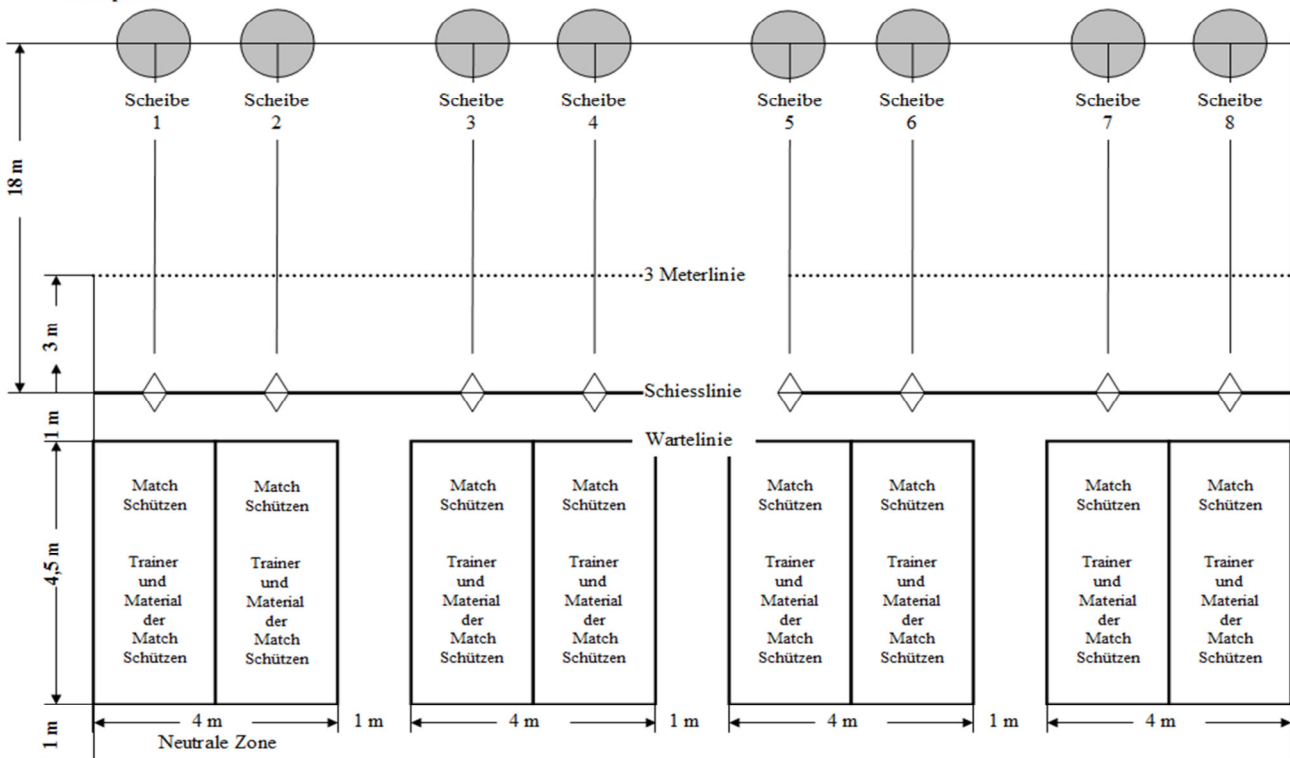 Scheibe
1
Scheibe
2
Scheibe
3
Scheibe
4
Scheibe
5
Scheibe
6
Scheibe
7
Scheibe
8
18 m
3 Meterlinie
3 m
Schiesslinie
1 m
Wartelinie
4,5 m
Match
Schützen
Trainer
und
Material
der
Match
Schützen
Match
Schützen
Trainer
und
Material
der
Match
Schützen
Match
Schützen
Trainer
und
Material
der
Match
Schützen
Match
Schützen
Trainer
und
Material
der
Match
Schützen
Match
Schützen
Trainer
und
Material
der
Match
Schützen
Match
Schützen
Trainer
und
Material
der
Match
Schützen
Match
Schützen
Trainer
und
Material
der
Match
Schützen
Match
Schützen
Trainer
und
Material
der
Match
Schützen
4 m
1 m
4 m
1 m
4 m
1 m
4 m
1 m
Neutrale Zone